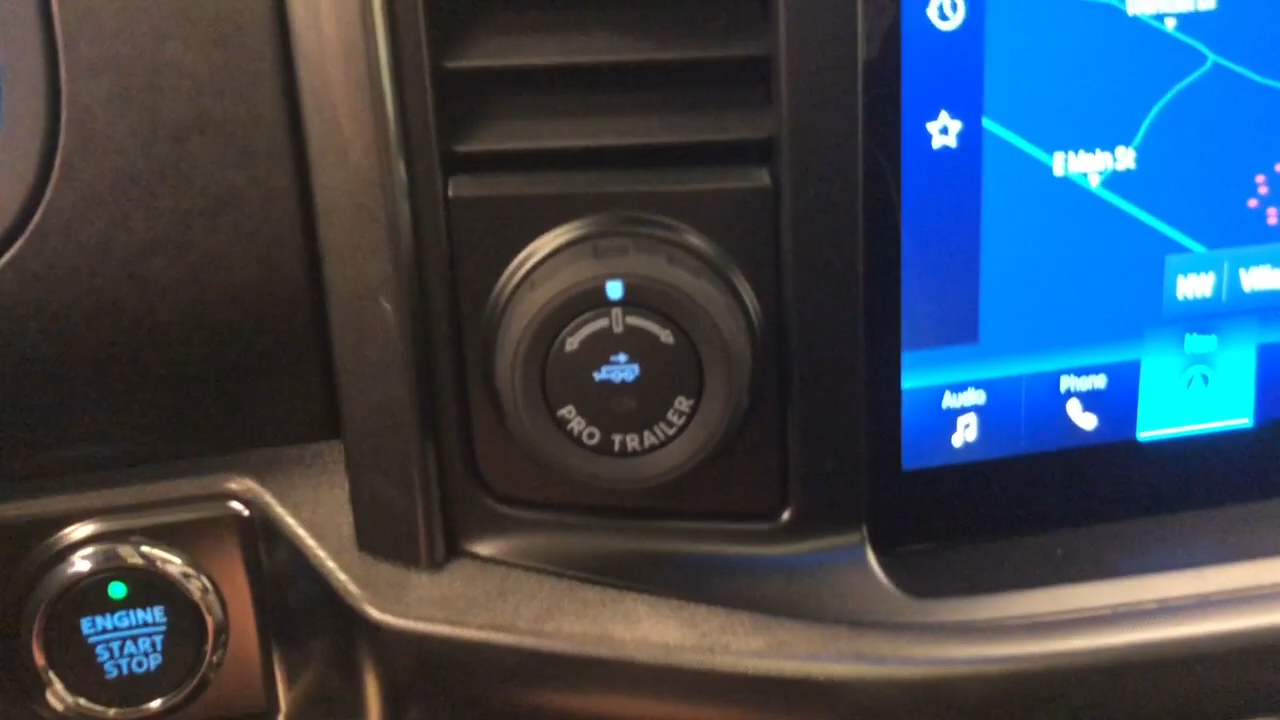 E Main St
NW
Audio
Phone
PRO TRAILER
ENGINE
START
STOP